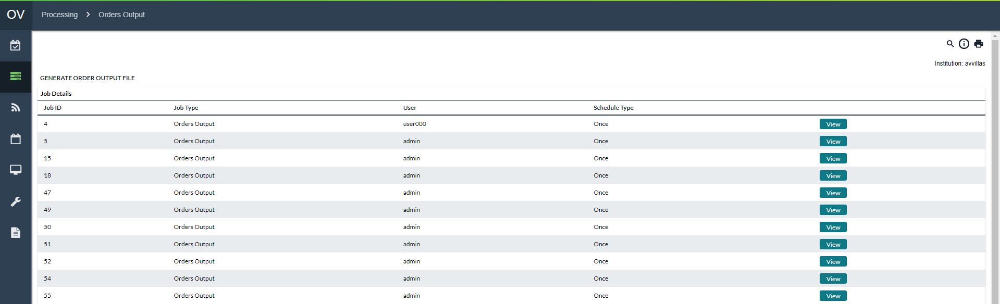 OV Processing Orders Output
Institution: avvillas
GENERATE ORDER OUTPUT FILE
Job Details
Job ID Job Type User Schedule Type
4 Orders Output user000 Once View
5 Orders Output admin Once View
15 Orders Output admin Once View
18 Orders Output admin Once View
47 Orders Output admin Once View
49 Orders Output admin Once View
50 Orders Output admin Once View
51 Orders Output admin Once View
52 Orders Output admin Once View
54 Orders Output admin Once View
55 Orders Output admin Once View